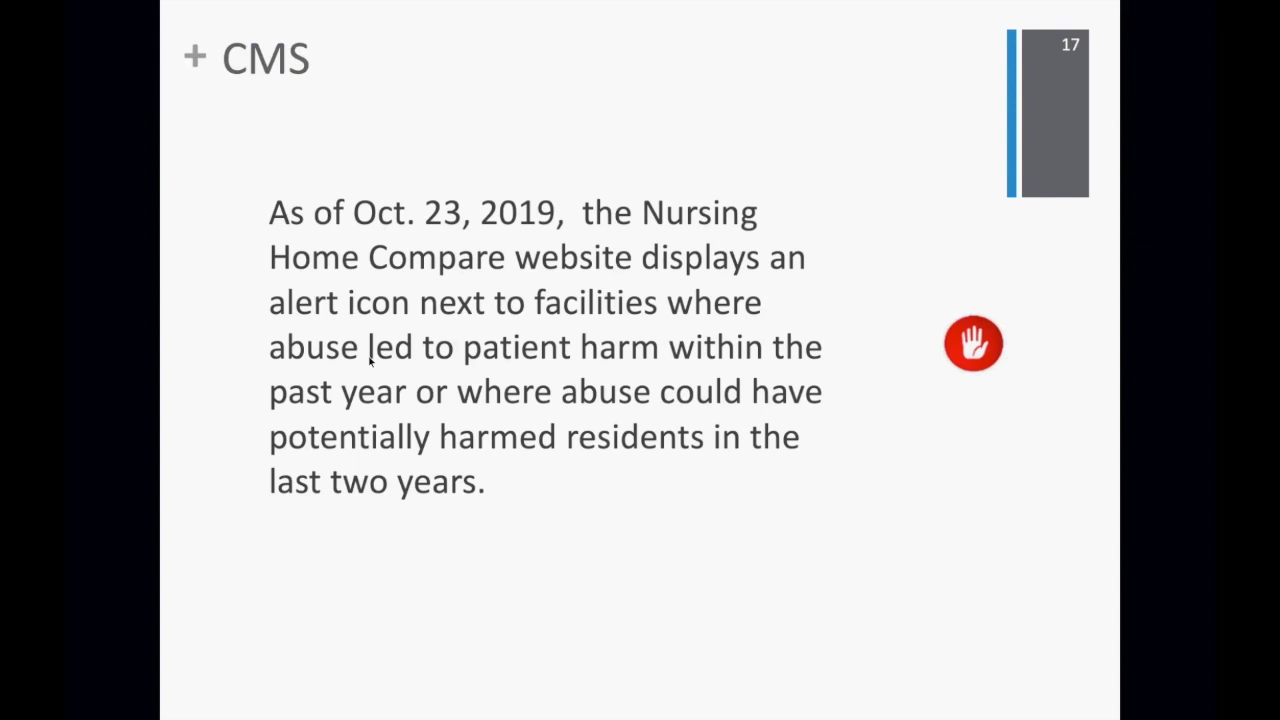 + CMS
17
As of Oct. 23, 2019,  the Nursing
Home Compare website displays an
alert icon next to facilities where
abuse led to patient harm within the
past year or where abuse could have
potentially harmed residents in the
last two years.